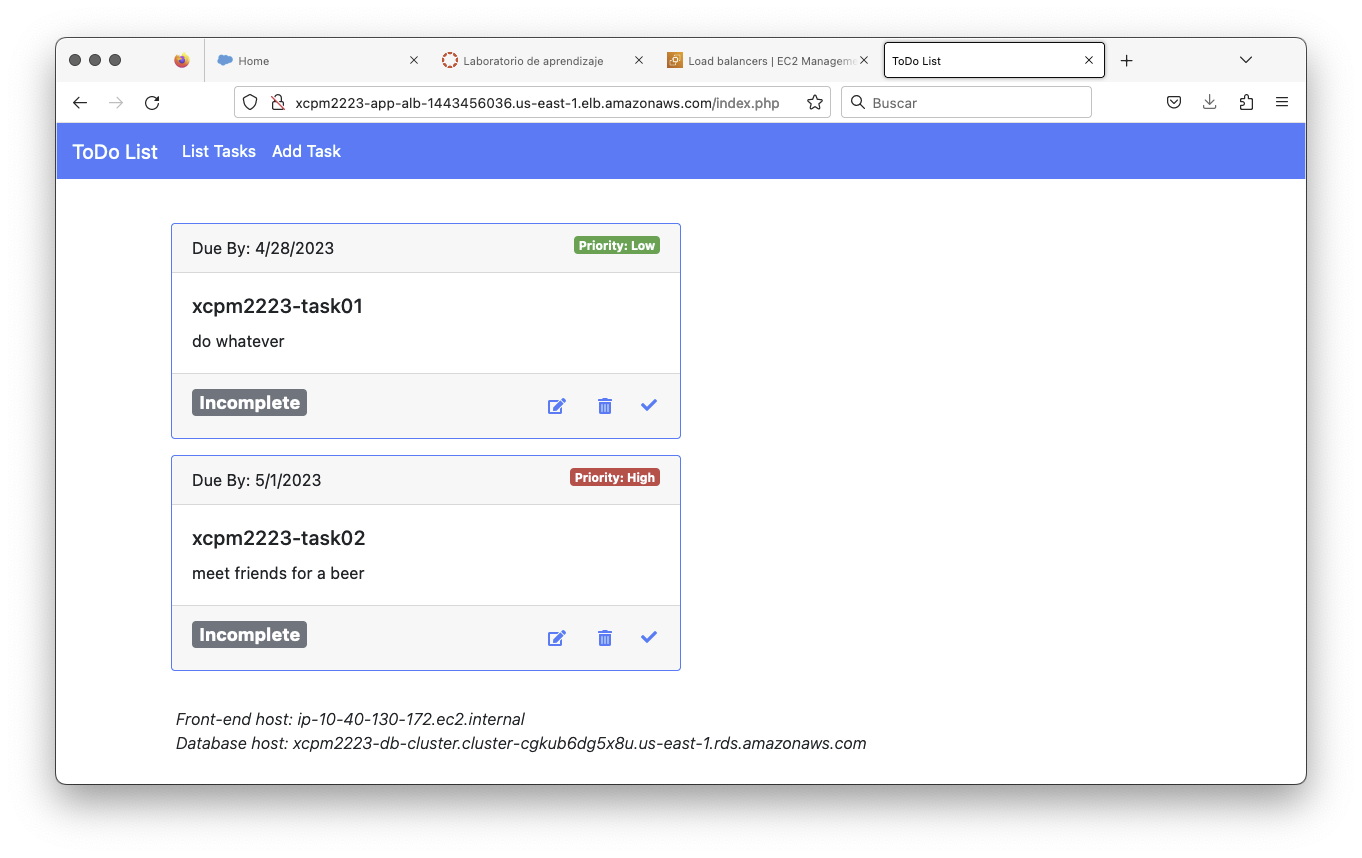 Home
Laboratorio de aprendizaje
Load balancers | EC2 Manageme
ToDo List
xcpm2223-app-alb-1443456036.us-east-1.elb.amazonaws.com/index.php
Buscar
ToDo List List Tasks Add Task
Due By: 4/28/2023 Priority: Low
xcpm2223-task01
do whatever
Incomplete
Due By: 5/1/2023 Priority: High
xcpm2223-task02
meet friends for a beer
Incomplete
Front-end host: ip-10-40-130-172.ec2.internal
Database host: xcpm2223-db-cluster.cluster-cgkub6dg5x8u.us-east-1.rds.amazonaws.com